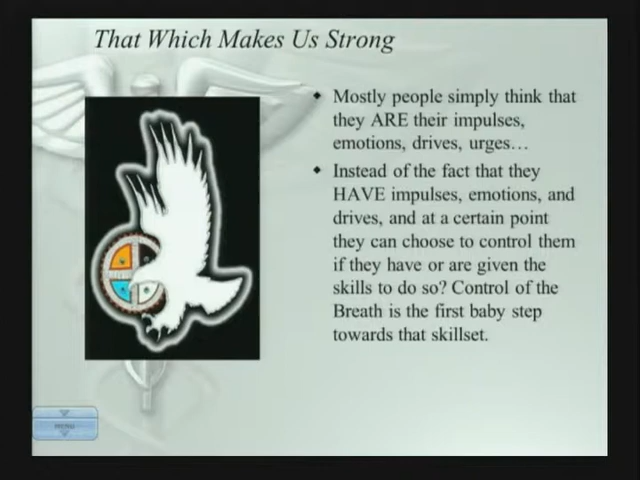 That Which Makes Us Strong
Mostly people simply think that
they ARE their impulses,
emotions, drives, urges…
Instead of the fact that they
HAVE impulses, emotions, and
drives, and at a certain point
they can choose to control them
if they have or are given the
skills to do so? Control of the
Breath is the first baby step
towards that skillset.